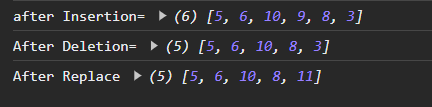 after Insertion= ▶ (6) [5, 6, 10, 9, 8, 3]
After Deletion= ▶ (5) [5, 6, 10, 8, 3]
After Replace ▶ (5) [5, 6, 10, 8, 11]